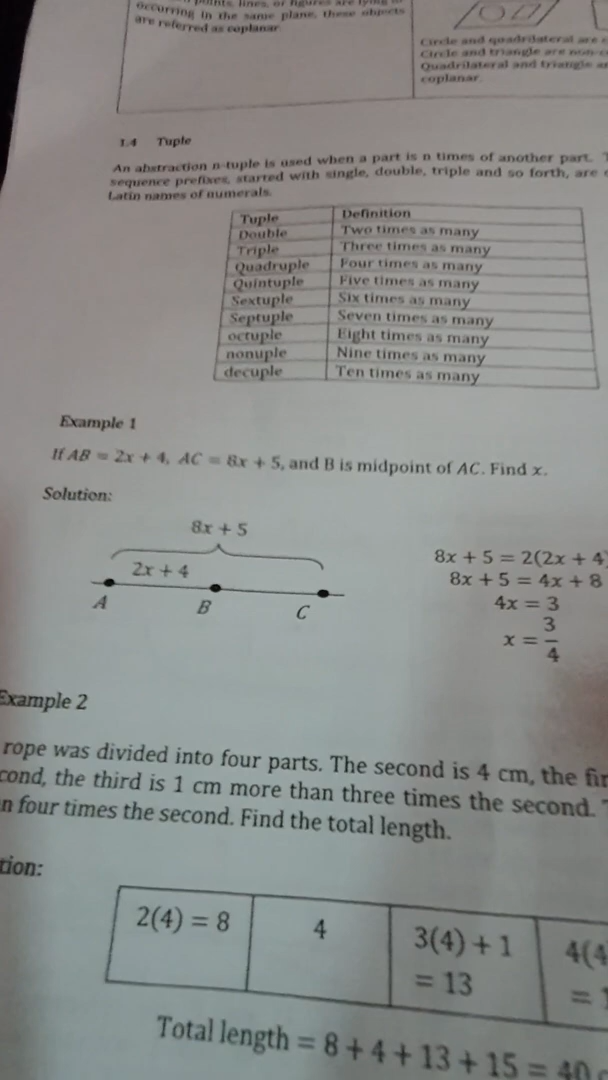 points, lines, or figures are lying
occurring in the same plane, these objects
are referred as coplanar.
Circle and quadrilateral are
Circle and triangle are
Quadrilateral and triangle
coplanar.
1.4 Tuple
An abstraction n-tuple is used when a part is n times of another part.
sequence prefixes, started with single, double, triple and so forth, are
Latin names of numerals.
Tuple Definition
Double Two times as many
Triple Three times as many
Quadruple Four times as many
Quintuple Five times as many
Sextuple Six times as many
Septuple Seven times as many
octuple Eight times as many
nonuple Nine times as many
decuple Ten times as many
Example 1
If AB = 2x + 4, AC = 8x + 5, and B is midpoint of AC. Find x.
Solution:
8x + 5
2x + 4
A B C
8x + 5 = 2(2x + 4)
8x + 5 = 4x + 8
4x = 3
x = 3/4
Example 2
rope was divided into four parts. The second is 4 cm, the
the third is 1 cm more than three times the second.
four times the second. Find the total length.
2(4) = 8 4 3(4) + 1 4(4
= 13 =
Total length = 8 + 4 + 13 + 15 = 40